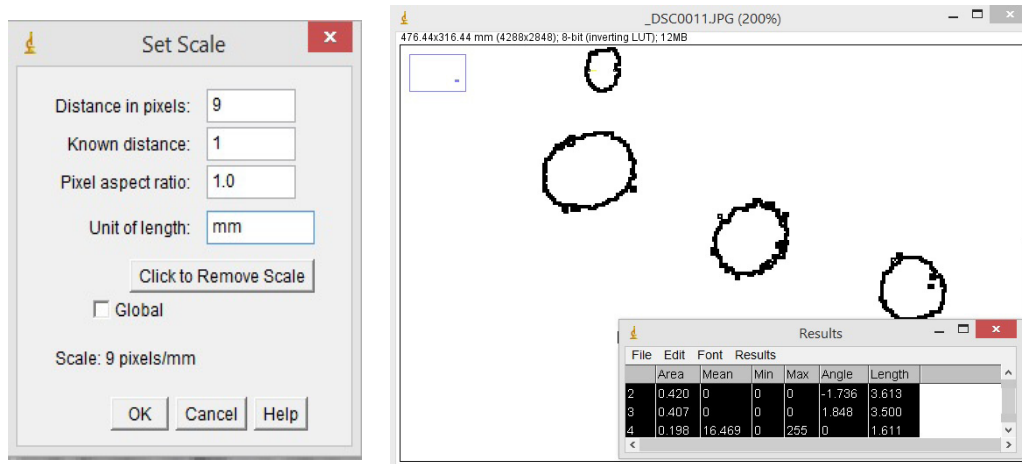 Set Scale
Distance in pixels: 9
Known distance: 1
Pixel aspect ratio: 1.0
Unit of length: mm
Click to Remove Scale
Global
Scale: 9 pixels/mm
OK Cancel Help
_DSC0011.JPG (200%)
476.44x316.44 mm (4288x2848); 8-bit (inverting LUT); 12MB
Results
File Edit Font Results
Area Mean Min Max Angle Length
2 0.420 0 0 0 -1.736 3.613
3 0.407 0 0 0 1.848 3.500
4 0.198 16.469 0 255 0 1.611